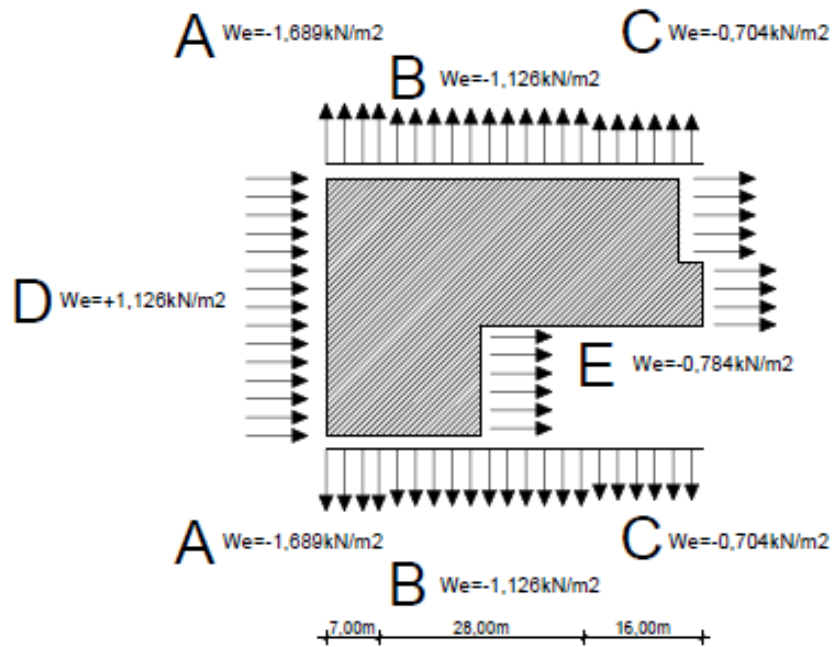 A We=-1,689kN/m2
C We=-0,704kN/m2
B We=-1,126kN/m2
D We=+1,126kN/m2
E We=-0,784kN/m2
A We=-1,689kN/m2
C We=-0,704kN/m2
B We=-1,126kN/m2
7,00m 28,00m 16,00m